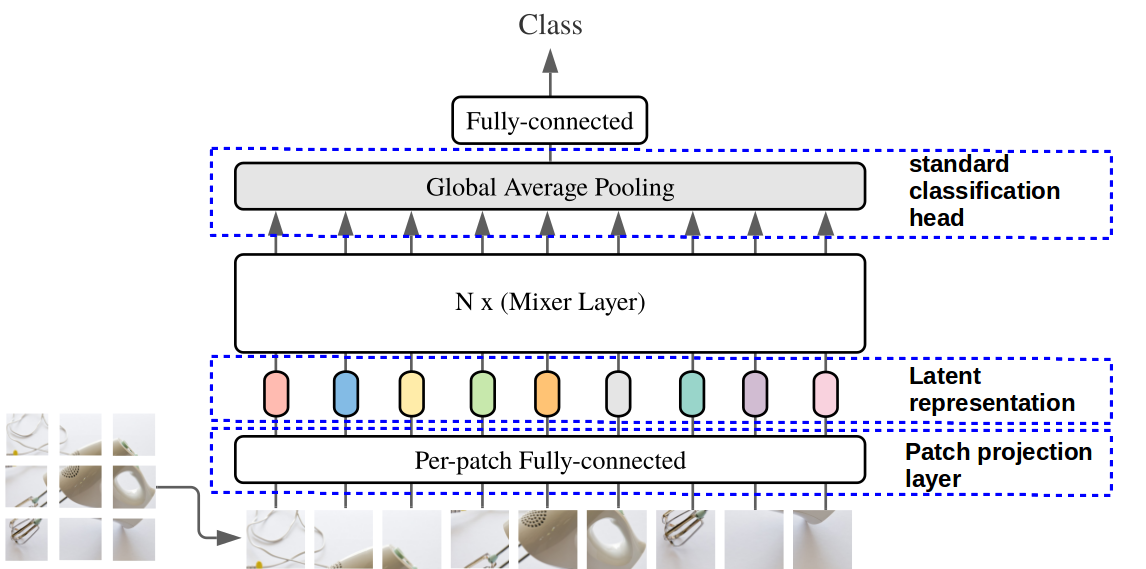 Class
Fully-connected
Global Average Pooling
standard
classification
head
N x (Mixer Layer)
Latent
representation
Per-patch Fully-connected
Patch projection
layer